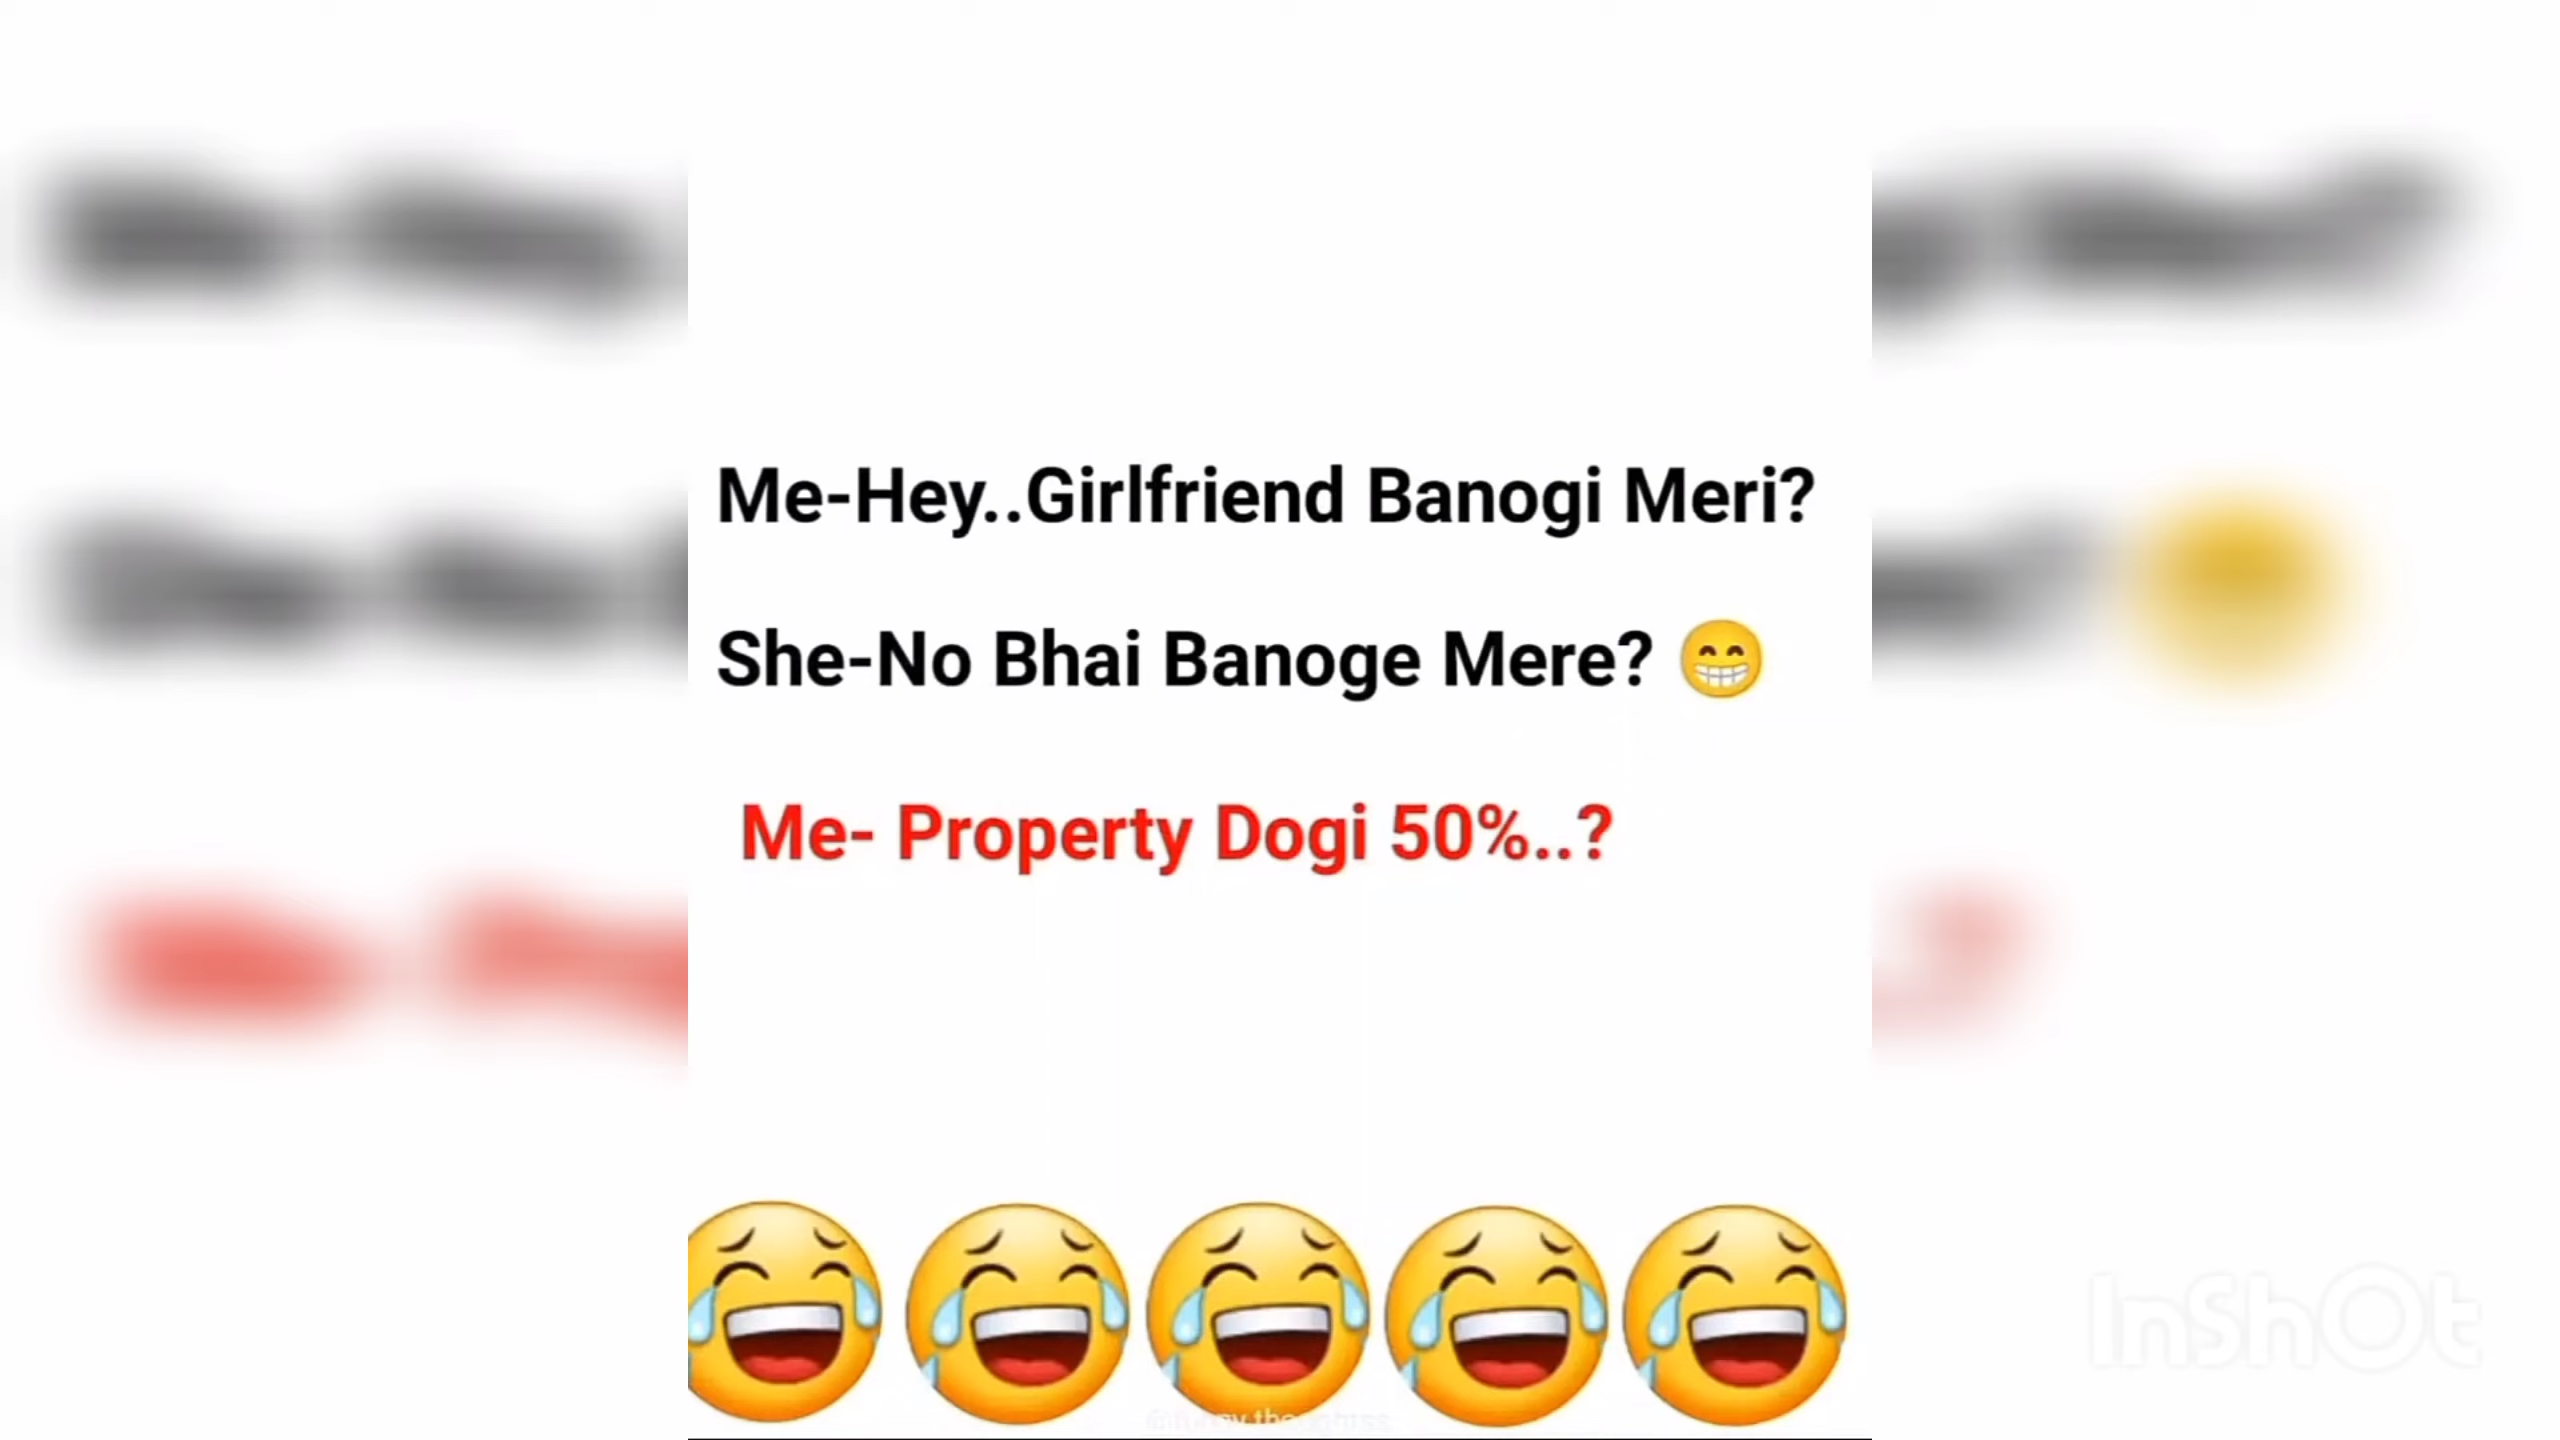 Me-Hey..Girlfriend Banogi Meri?
She-No Bhai Banoge Mere? 😁
Me- Property Dogi 50%..?
InShOt